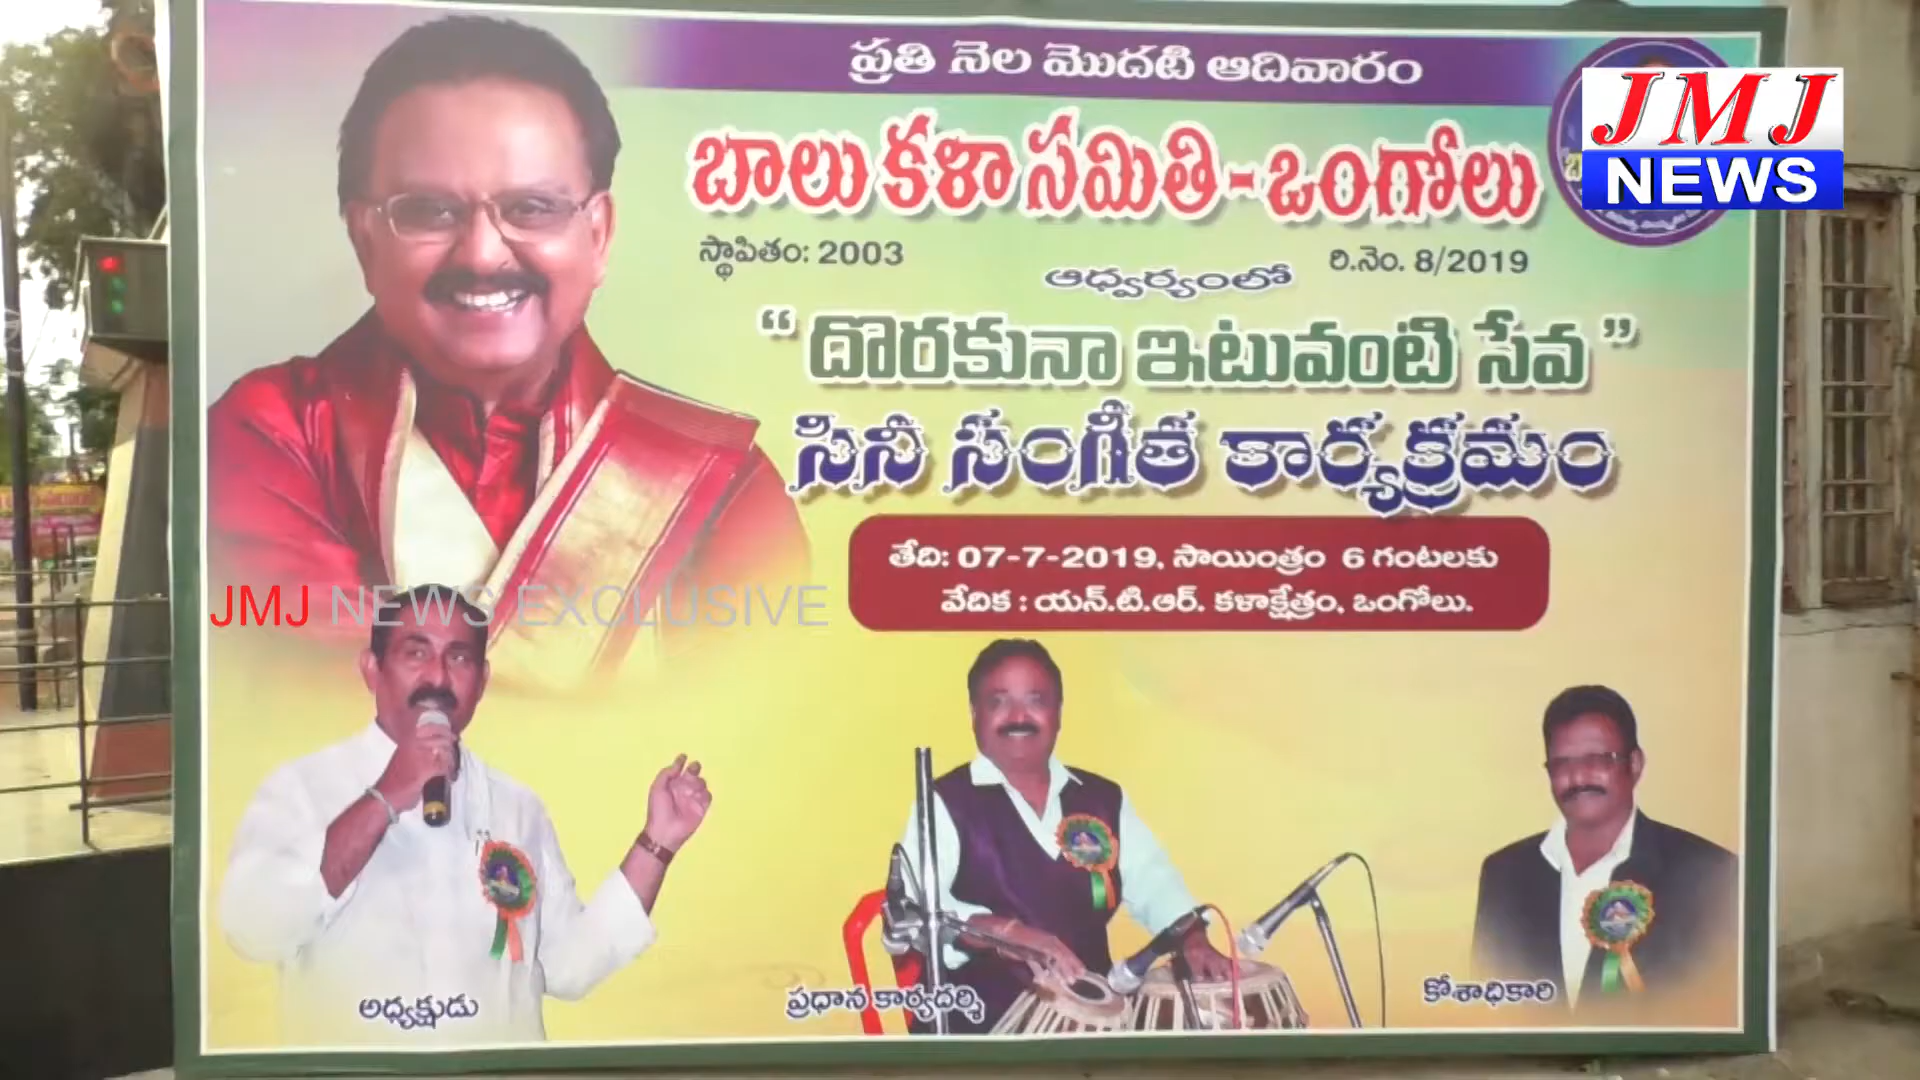 ప్రతి నెల మొదటి ఆదివారం
JMJ
NEWS
బాలు కళా సమితి - ఒంగోలు
స్థాపితం: 2003
రి.నెం. 8/2019
ఆధ్వర్యంలో
“ దొరకునా ఇటువంటి సేవ ”
సినీ సంగీత కార్యక్రమం
తేది: 07-7-2019, సాయింత్రం 6 గంటలకు
వేదిక : యన్.టి.ఆర్. కళాక్షేత్రం, ఒంగోలు.
JMJ NEWS EXCLUSIVE
అధ్యక్షుడు
ప్రధాన కార్యదర్శి
కోశాధికారి